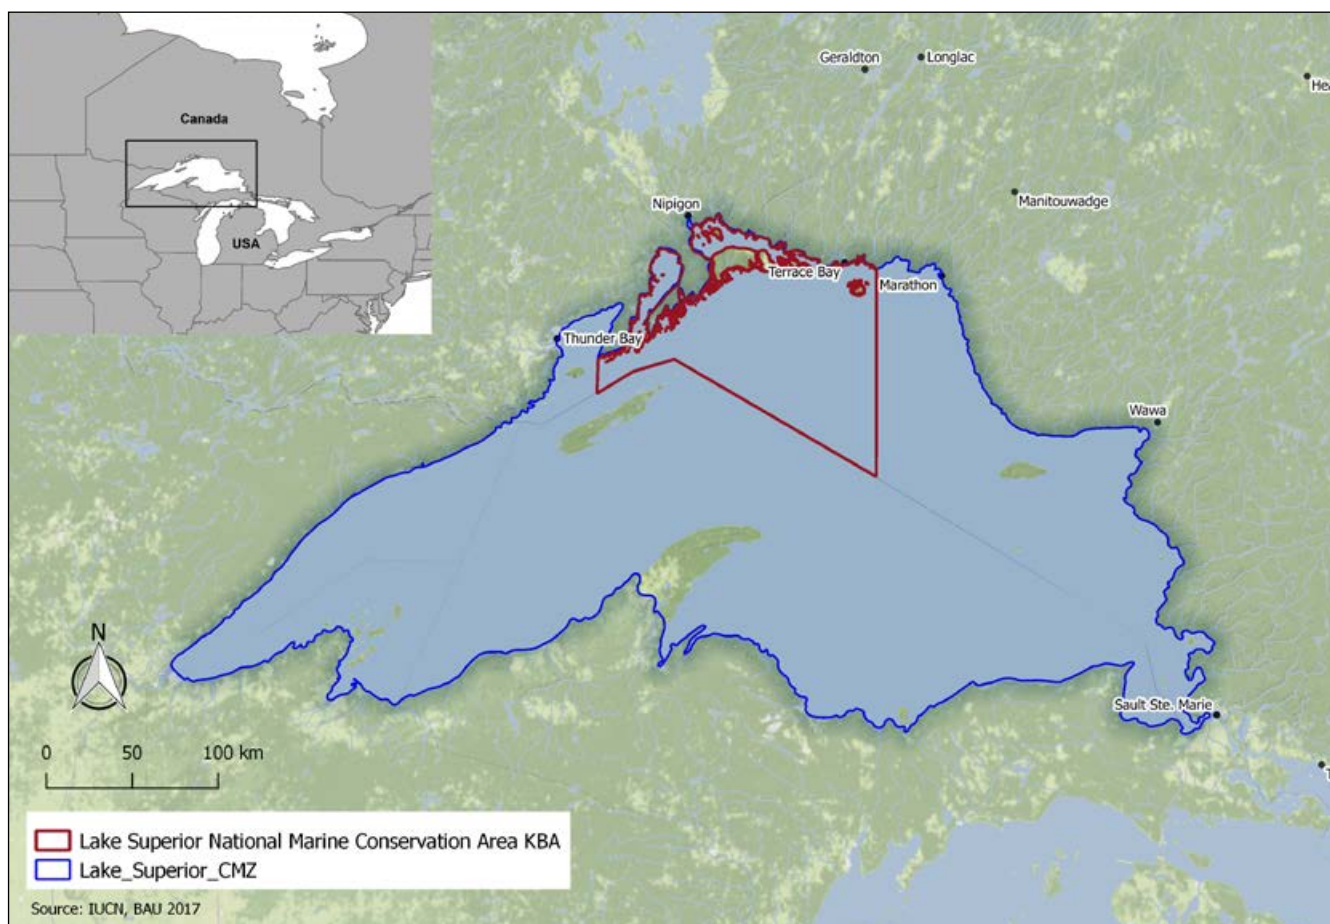 Canada
USA
Geraldton
Longlac
Hea
Manitouwadge
Nipigon
Terrace Bay
Marathon
Thunder Bay
Wawa
Sault Ste. Marie
T
N
0 50 100 km
Lake Superior National Marine Conservation Area KBA
Lake_Superior_CMZ
Source: IUCN, BAU 2017